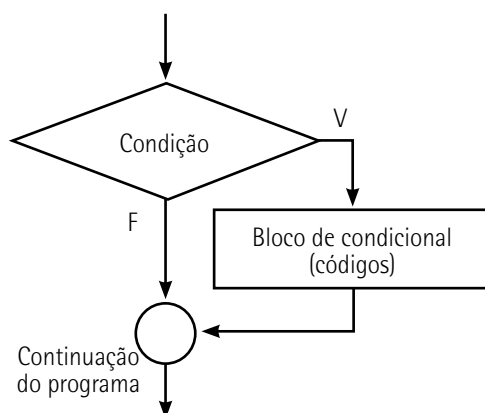 Condição
V
F
Bloco de condicional
(códigos)
Continuação
do programa